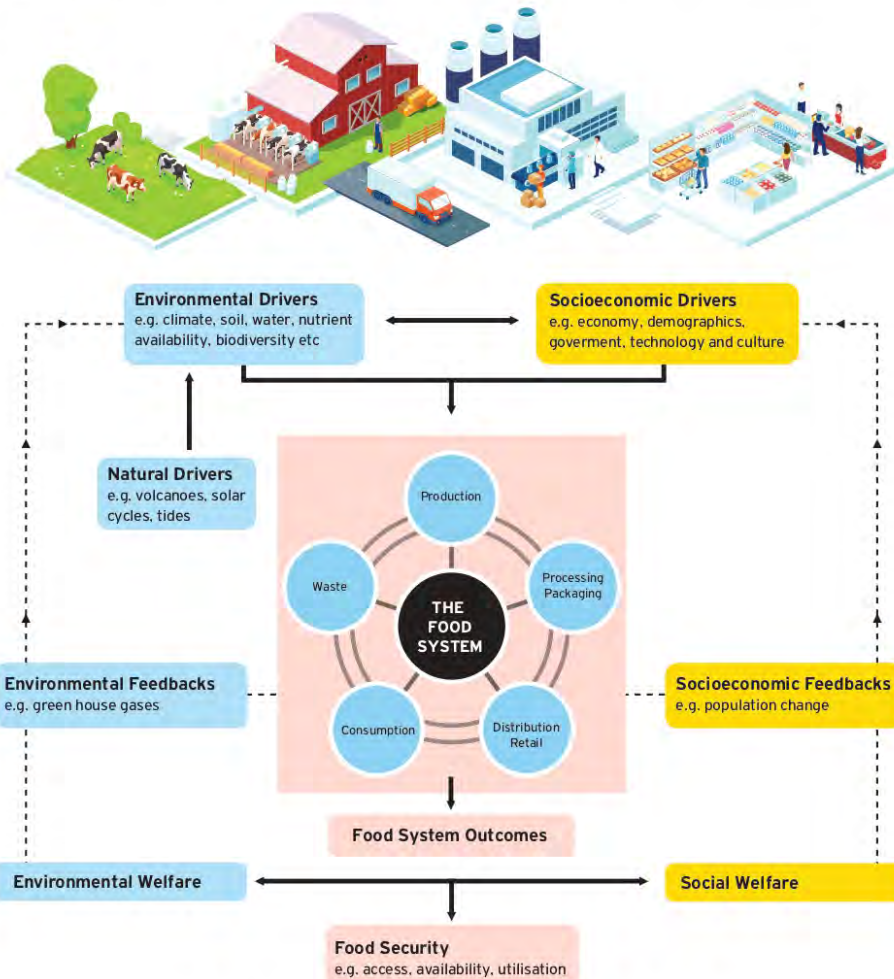 Environmental Drivers
e.g. climate, soil, water, nutrient
availability, biodiversity etc
Socioeconomic Drivers
e.g. economy, demographics,
goverment, technology and culture
Natural Drivers
e.g. volcanoes, solar
cycles, tides
Production
Waste
Processing
Packaging
THE
FOOD
SYSTEM
Consumption
Distribution
Retail
Environmental Feedbacks
e.g. green house gases
Socioeconomic Feedbacks
e.g. population change
Food System Outcomes
Environmental Welfare
Social Welfare
Food Security
e.g. access, availability, utilisation